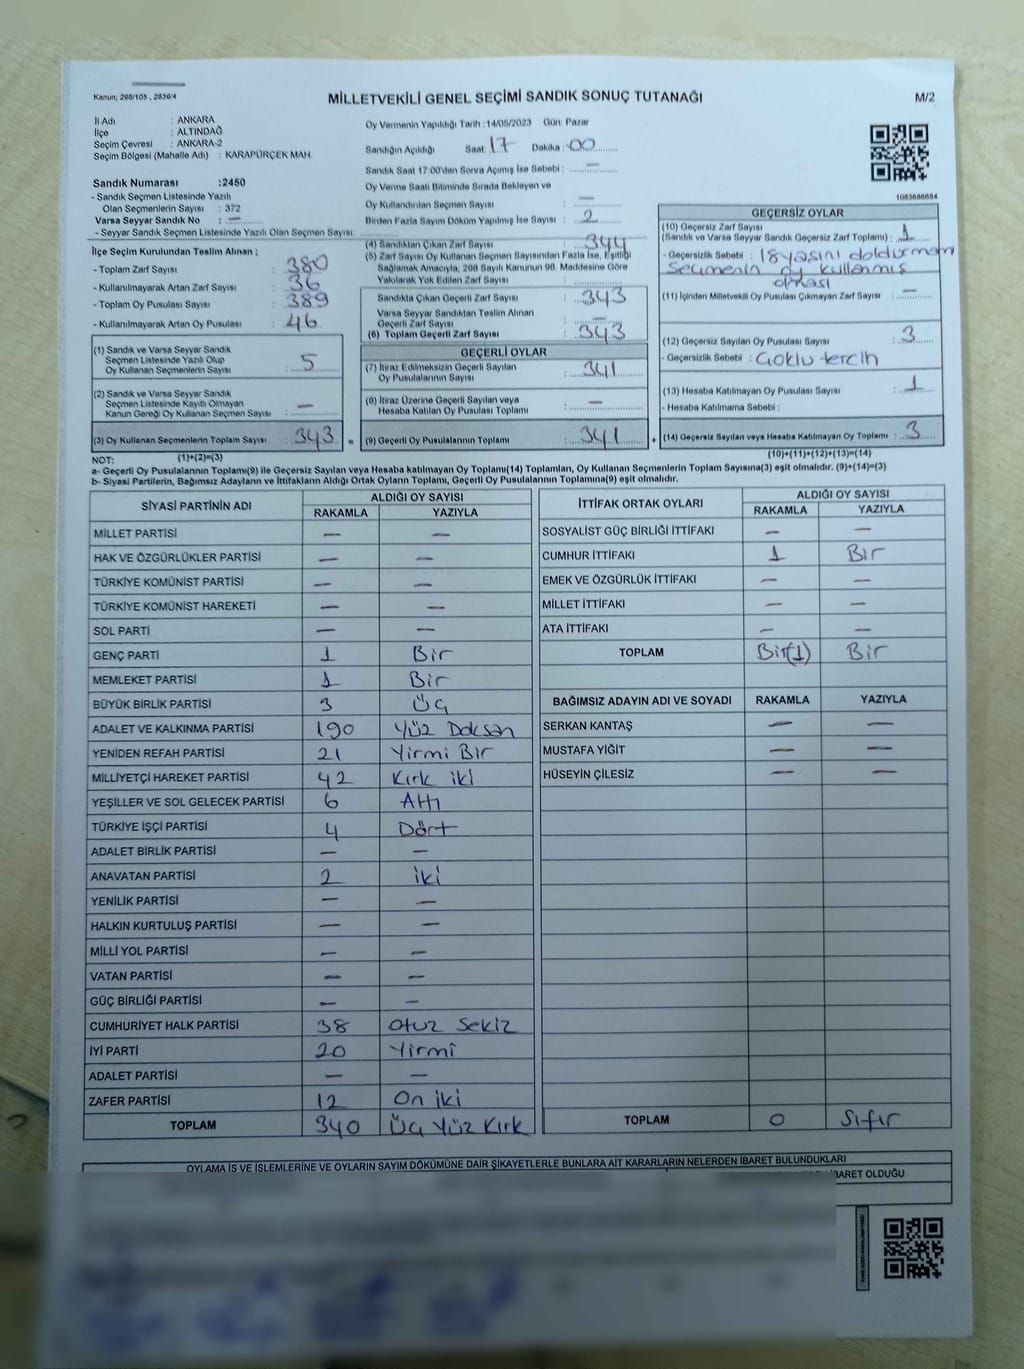 Kanun; 298/105 , 2839/4
MİLLETVEKİLİ GENEL SEÇİMİ SANDIK SONUÇ TUTANAĞI
M/2
İl Adı : ANKARA
İlçe : ALTINDAĞ
Seçim Çevresi : ANKARA-2
Seçim Bölgesi (Mahalle Adı) : KARAPÜRÇEK MAH.
Sandık Numarası :2450
- Sandık Seçmen Listesinde Yazılı
Olan Seçmenlerin Sayısı : 372
Varsa Seyyar Sandık No : —
- Seyyar Sandık Seçmen Listesinde Yazılı Olan Seçmen Sayısı:
Oy Vermenin Yapıldığı Tarih : 14/05/2023 Gün: Pazar
Sandığın Açıldığı Saat: 17 Dakika : 00
Sandık Saat 17:00'den Sonra Açımış İse Sebebi : —
Oy Verme Saati Bitiminde Sırada Bekleyen ve
Oy Kullandırılan Seçmen Sayısı : —
Birden Fazla Sayım Döküm Yapılmış İse Sayısı : 2
1083686684
İlçe Seçim Kurulundan Teslim Alınan ;
- Toplam Zarf Sayısı : 380
- Kullanılmayarak Artan Zarf Sayısı : 36
- Toplam Oy Pusulası Sayısı : 389
- Kullanılmayarak Artan Oy Pusulası : 46
(4) Sandıktan Çıkan Zarf Sayısı : 344
(5) Zarf Sayısı Oy Kullanan Seçmen Sayısından Fazla İse, Eşitliği
Sağlamak Amacıyla, 298 Sayılı Kanunun 98. Maddesine Göre
Yakılarak Yok Edilen Zarf Sayısı :
Sandıkta Çıkan Geçerli Zarf Sayısı : 343
Varsa Seyyar Sandıktan Teslim Alınan
Geçerli Zarf Sayısı : —
(6) Toplam Geçerli Zarf Sayısı : 343
GEÇERSİZ OYLAR
(10) Geçersiz Zarf Sayısı
(Sandık ve Varsa Seyyar Sandık Geçersiz Zarf Toplamı) : 1
- Geçersizlik Sebebi : 18 yaşını doldurmamı
seçmenin oy kullanmış
olması
(11) İçinden Milletvekili Oy Pusulası Çıkmayan Zarf Sayısı : —
(12) Geçersiz Sayılan Oy Pusulası Sayısı : 3
- Geçersizlik Sebebi : Çoklu tercih
(13) Hesaba Katılmayan Oy Pusulası Sayısı : 1
- Hesaba Katılmama Sebebi :
(14) Geçersiz Sayılan veya Hesaba Katılmayan Oy Toplamı : 3
(10)+(11)+(12)+(13)=(14)
(1) Sandık ve Varsa Seyyar Sandık
Seçmen Listesinde Yazılı Olup
Oy Kullanan Seçmenlerin Sayısı : 5
(2) Sandık ve Varsa Seyyar Sandık
Seçmen Listesinde Kayıtlı Olmayan
Kanun Gereği Oy Kullanan Seçmen Sayısı : —
(3) Oy Kullanan Seçmenlerin Toplam Sayısı : 343 =
GEÇERLİ OYLAR
(7) İtiraz Edilmeksizin Geçerli Sayılan
Oy Pusulalarının Sayısı : 341
(8) İtiraz Üzerine Geçerli Sayılan veya
Hesaba Katılan Oy Pusulası Toplamı : —
(9) Geçerli Oy Pusulalarının Toplamı : 341 +
NOT: (1)+(2)=(3)
a- Geçerli Oy Pusulalarının Toplamı(9) ile Geçersiz Sayılan veya Hesaba katılmayan Oy Toplamı(14) Toplamları, Oy Kullanan Seçmenlerin Toplam Sayısına(3) eşit olmalıdır. (9)+(14)=(3)
b- Siyasi Partilerin, Bağımsız Adayların ve İttifakların Aldığı Ortak Oyların Toplamı, Geçerli Oy Pusulalarının Toplamına(9) eşit olmalıdır.
SİYASİ PARTİNİN ADI ALDIĞI OY SAYISI
RAKAMLA YAZIYLA
MİLLET PARTİSİ — —
HAK VE ÖZGÜRLÜKLER PARTİSİ — —
TÜRKİYE KOMÜNİST PARTİSİ — —
TÜRKİYE KOMÜNİST HAREKETİ — —
SOL PARTİ — —
GENÇ PARTİ 1 Bir
MEMLEKET PARTİSİ 1 Bir
BÜYÜK BİRLİK PARTİSİ 3 Üç
ADALET VE KALKINMA PARTİSİ 190 Yüz Doksan
YENİDEN REFAH PARTİSİ 21 Yirmi Bir
MİLLİYETÇİ HAREKET PARTİSİ 42 Kırk iki
YEŞİLLER VE SOL GELECEK PARTİSİ 6 Altı
TÜRKİYE İŞÇİ PARTİSİ 4 Dört
ADALET BİRLİK PARTİSİ — —
ANAVATAN PARTİSİ 2 iki
YENİLİK PARTİSİ — —
HALKIN KURTULUŞ PARTİSİ — —
MİLLİ YOL PARTİSİ — —
VATAN PARTİSİ — —
GÜÇ BİRLİĞİ PARTİSİ — —
CUMHURİYET HALK PARTİSİ 38 Otuz Sekiz
İYİ PARTİ 20 Yirmi
ADALET PARTİSİ — —
ZAFER PARTİSİ 12 On iki
TOPLAM 340 Üç Yüz Kırk
İTTİFAK ORTAK OYLARI ALDIĞI OY SAYISI
RAKAMLA YAZIYLA
SOSYALİST GÜÇ BİRLİĞİ İTTİFAKI — —
CUMHUR İTTİFAKI 1 Bir
EMEK VE ÖZGÜRLÜK İTTİFAKI — —
MİLLET İTTİFAKI — —
ATA İTTİFAKI — —
TOPLAM Bir(1) Bir
BAĞIMSIZ ADAYIN ADI VE SOYADI RAKAMLA YAZIYLA
SERKAN KANTAŞ — —
MUSTAFA YİĞİT — —
HÜSEYİN ÇİLESİZ — —
TOPLAM 0 Sıfır
OYLAMA İŞ VE İŞLEMLERİNE VE OYLARIN SAYIM DÖKÜMÜNE DAİR ŞİKAYETLERLE BUNLARA AİT KARARLARIN NELERDEN İBARET BULUNDUKLARI
İBARET OLDUĞU